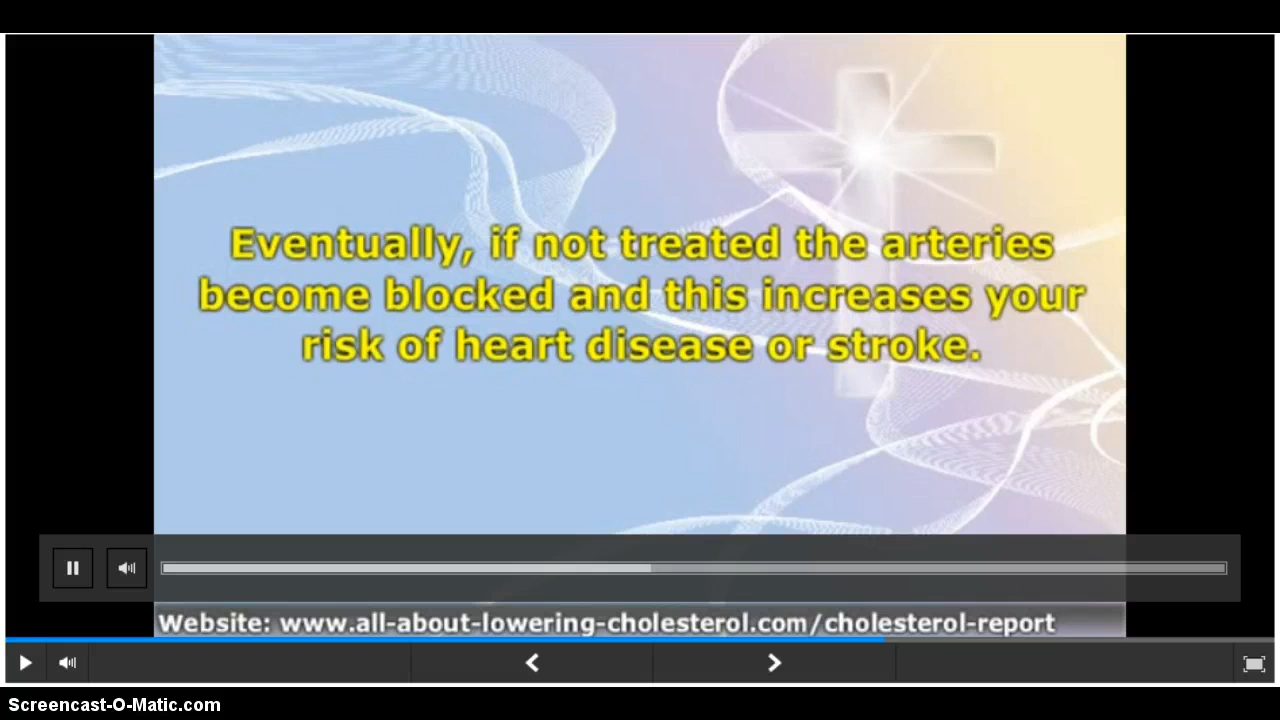 Eventually, if not treated the arteries
become blocked and this increases your
risk of heart disease or stroke.
Website: www.all-about-lowering-cholesterol.com/cholesterol-report
Screencast-O-Matic.com